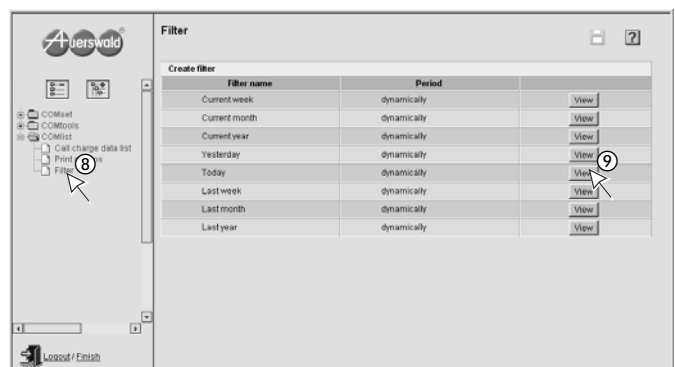 Auerswald
Filter
Create filter
Filter name Period
Current week dynamically View
Current month dynamically View
Current year dynamically View
Yesterday dynamically View
Today dynamically View
Last week dynamically View
Last month dynamically View
Last year dynamically View
9
COMset
COMtools
COMlist
Call charge data list
Print
Filter
8
Logout / Finish